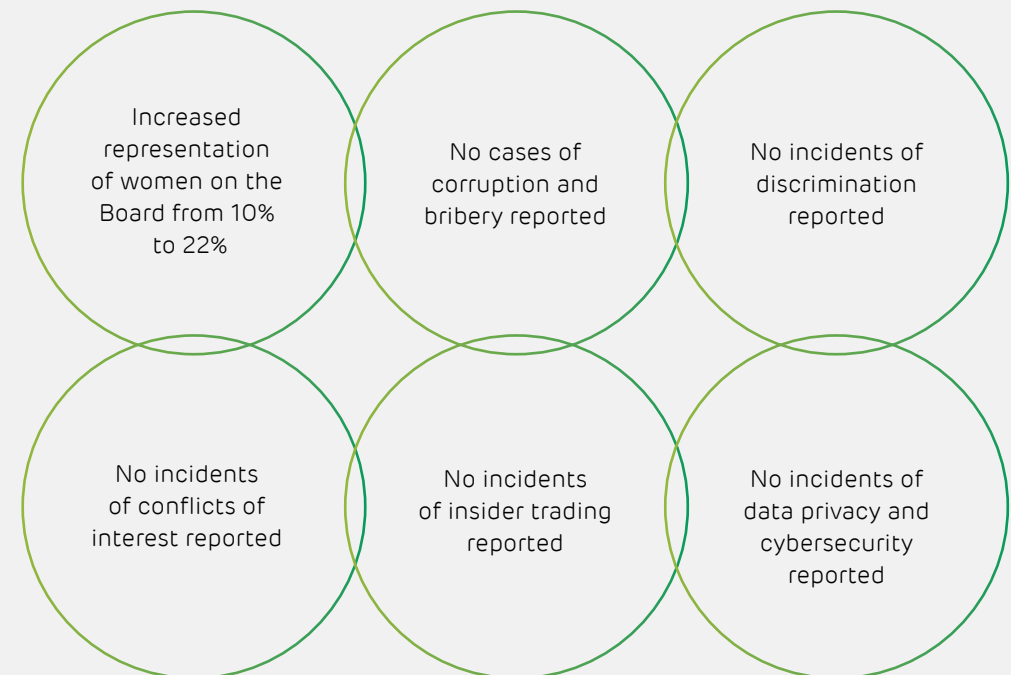 Increased
representation
of women on the
Board from 10%
to 22%
No cases of
corruption and
bribery reported
No incidents of
discrimination
reported
No incidents
of conflicts of
interest reported
No incidents
of insider trading
reported
No incidents of
data privacy and
cybersecurity
reported